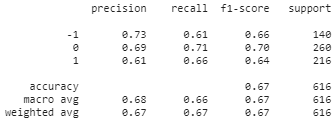 precision recall f1-score support
-1 0.73 0.61 0.66 140
0 0.69 0.71 0.70 260
1 0.61 0.66 0.64 216
accuracy 0.67 616
macro avg 0.68 0.66 0.67 616
weighted avg 0.67 0.67 0.67 616